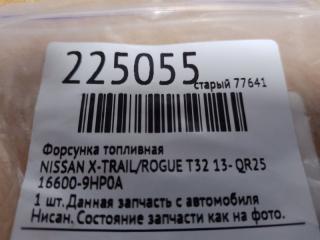 225055
старый 77641
Форсунка топливная
NISSAN X-TRAIL/ROGUE T32 13- QR25
16600-9HP0A
1 шт.Данная запчасть с автомобиля
Нисан. Состояние запчасти как на фото.